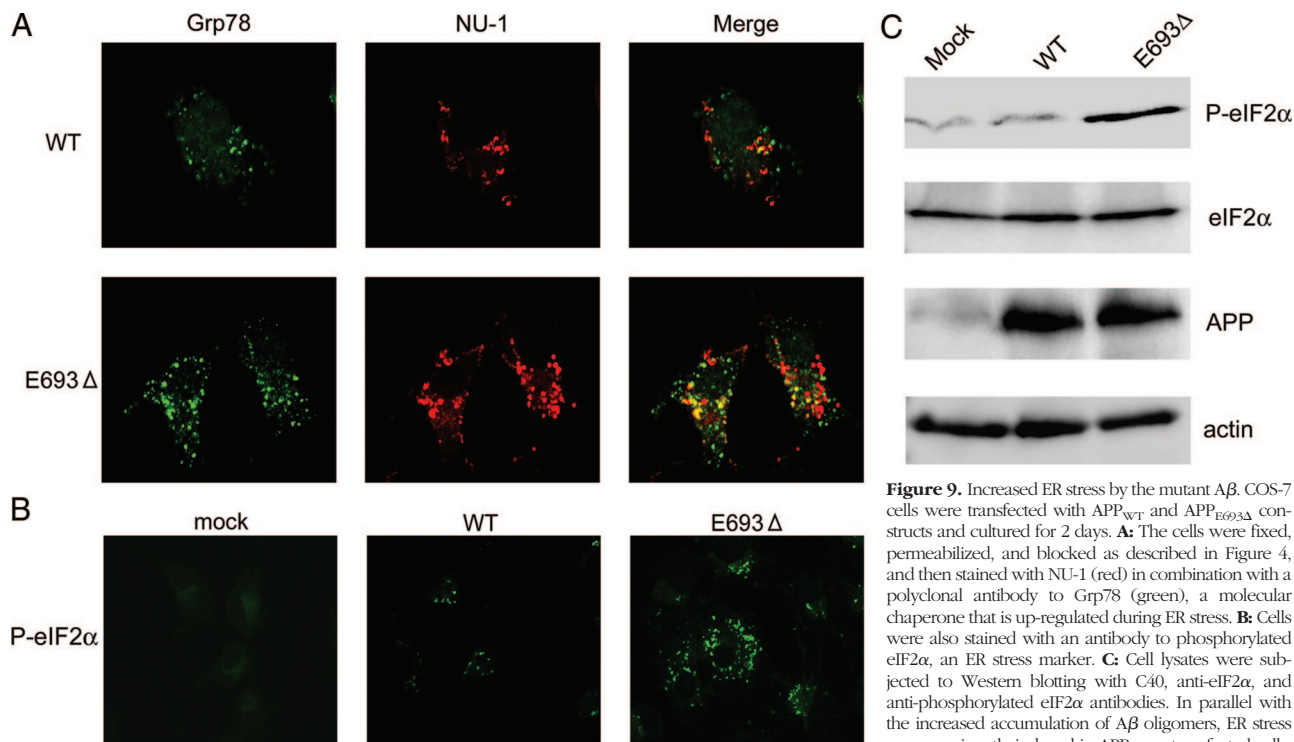 A
Grp78 NU-1 Merge
WT
E693Δ
B
mock WT E693Δ
P-eIF2α
C
Mock WT E693Δ
P-eIF2α
eIF2α
APP
actin
Figure 9. Increased ER stress by the mutant Aβ. COS-7
cells were transfected with APPWT and APPE693Δ con-
structs and cultured for 2 days. A: The cells were fixed,
permeabilized, and blocked as described in Figure 4,
and then stained with NU-1 (red) in combination with a
polyclonal antibody to Grp78 (green), a molecular
chaperone that is up-regulated during ER stress. B: Cells
were also stained with an antibody to phosphorylated
eIF2α, an ER stress marker. C: Cell lysates were sub-
jected to Western blotting with C40, anti-eIF2α, and
anti-phosphorylated eIF2α antibodies. In parallel with
the increased accumulation of Aβ oligomers, ER stress